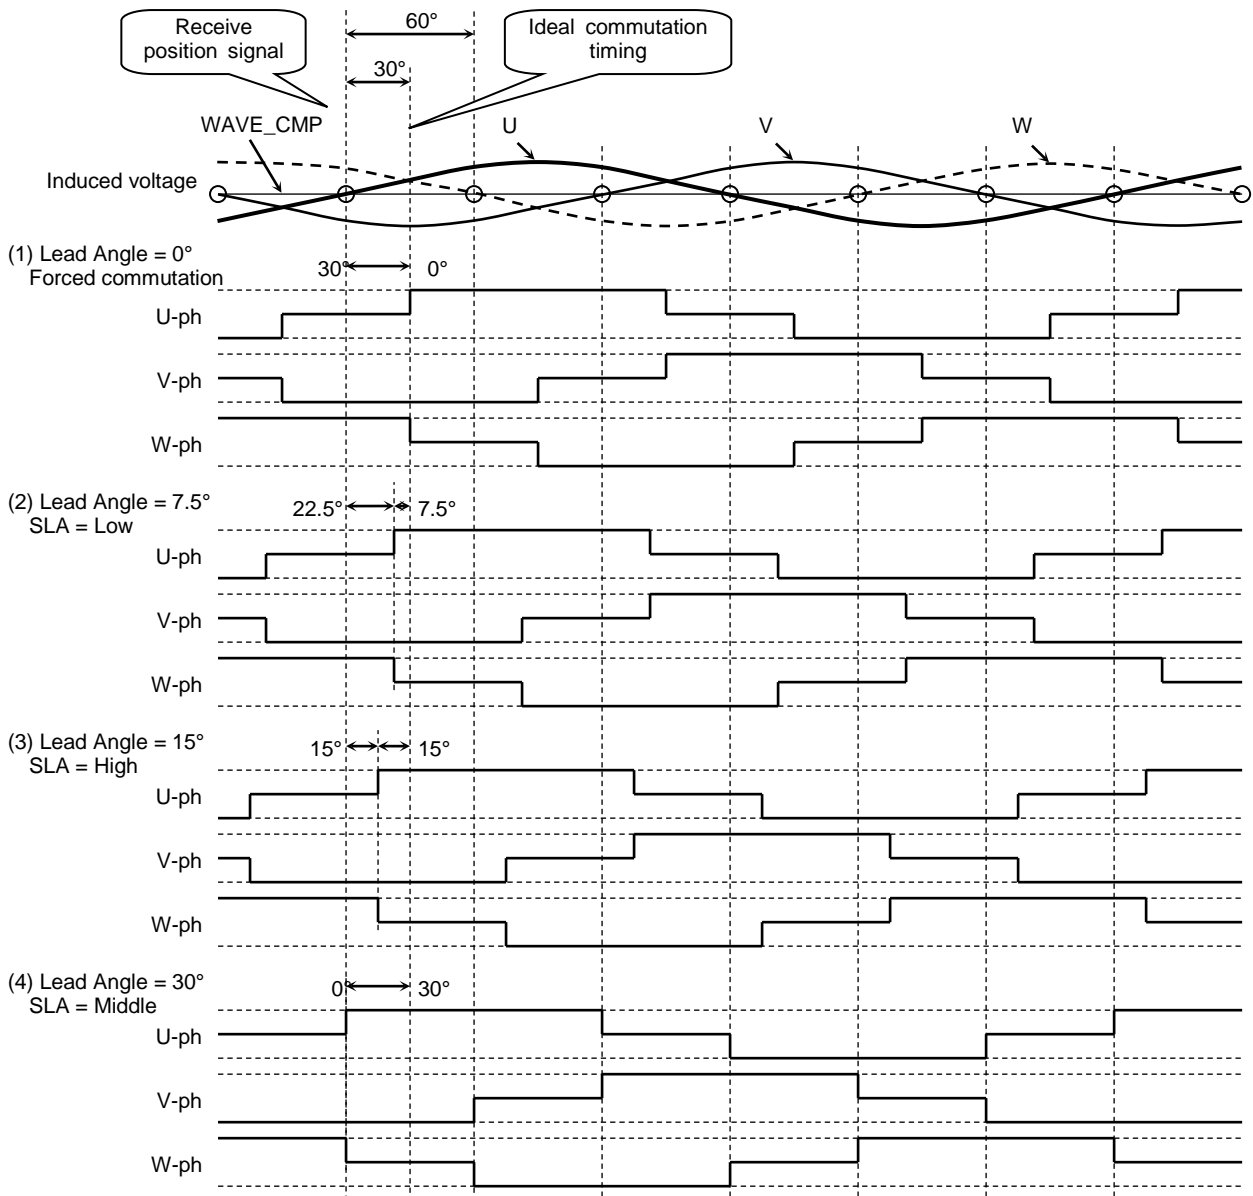 Receive
position signal
60°
Ideal commutation
timing
30°
WAVE_CMP
U
V
W
Induced voltage
(1) Lead Angle = 0°
Forced commutation
30°
0°
U-ph
V-ph
W-ph
(2) Lead Angle = 7.5°
SLA = Low
22.5°
7.5°
U-ph
V-ph
W-ph
(3) Lead Angle = 15°
SLA = High
15°
15°
U-ph
V-ph
W-ph
(4) Lead Angle = 30°
SLA = Middle
0°
30°
U-ph
V-ph
W-ph